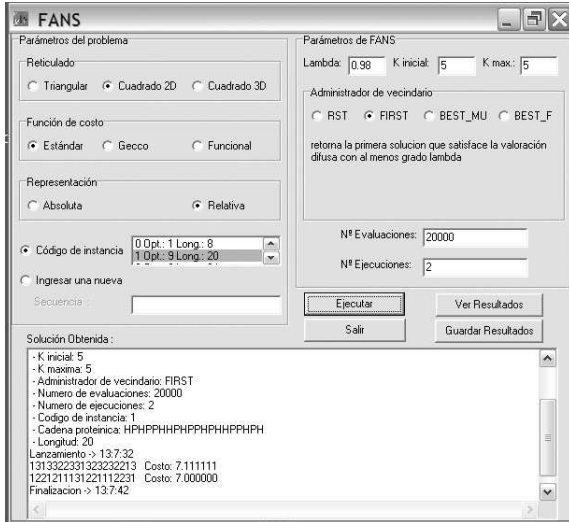 FANS
Parámetros del problema
Reticulado
Triangular Cuadrado 2D Cuadrado 3D
Función de costo
Estándar Gecco Funcional
Representación
Absoluta Relativa
Código de instancia
0 Opt.: 1 Long.: 8
1 Opt.: 9 Long.: 20
Ingresar una nueva
Secuencia :
Parámetros de FANS
Lambda: 0.98 K inicial: 5 K max.: 5
Administrador de vecindario
RST FIRST BEST_MU BEST_F
retorna la primera solucion que satisface la valoración
difusa con al menos grado lambda
Nº Evaluaciones: 20000
Nº Ejecuciones: 2
Ejecutar Ver Resultados
Salir Guardar Resultados
Solución Obtenida :
- K inicial: 5
- K maxima: 5
- Administrador de vecindario: FIRST
- Numero de evaluaciones: 20000
- Numero de ejecuciones: 2
- Codigo de instancia: 1
- Cadena proteinica: HPHPPHHPHPPHPHHPPHPH
- Longitud: 20
Lanzamiento -> 13:7:32
1313322331323232213 Costo: 7.111111
1221211131221112231 Costo: 7.000000
Finalizacion -> 13:7:42